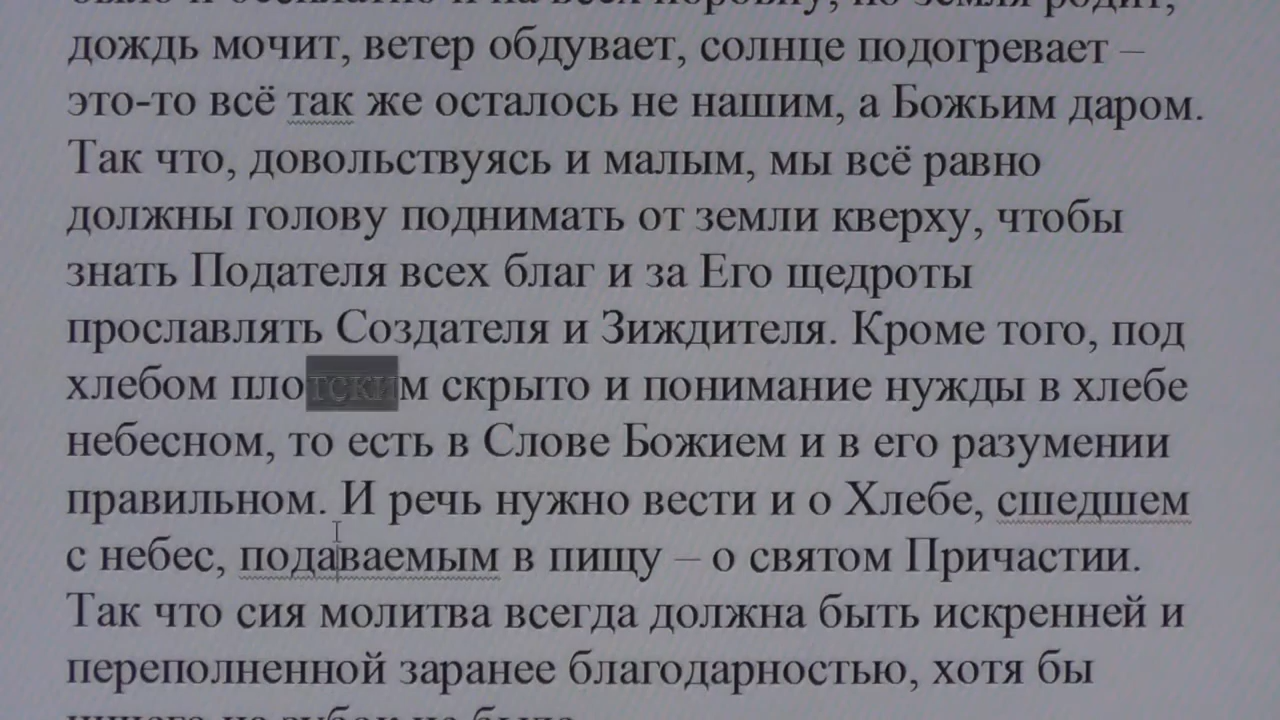 дождь мочит, ветер обдувает, солнце подогревает –
это-то всё так же осталось не нашим, а Божьим даром.
Так что, довольствуясь и малым, мы всё равно
должны голову поднимать от земли кверху, чтобы
знать Подателя всех благ и за Его щедроты
прославлять Создателя и Зиждителя. Кроме того, под
хлебом плотским скрыто и понимание нужды в хлебе
небесном, то есть в Слове Божием и в его разумении
правильном. И речь нужно вести и о Хлебе, сшедшем
с небес, подаваемым в пищу – о святом Причастии.
Так что сия молитва всегда должна быть искренней и
переполненной заранее благодарностью, хотя бы